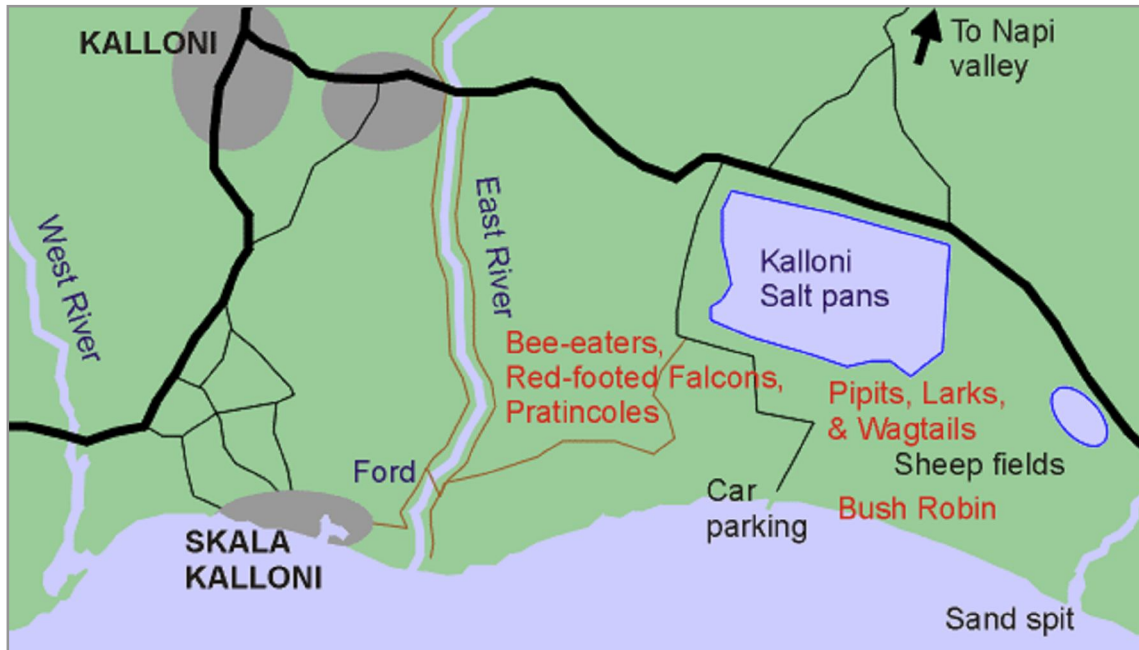 KALLONI
To Napi
valley
West River
East River
Kalloni
Salt pans
Bee-eaters,
Red-footed Falcons,
Pratincoles
Pipits, Larks,
& Wagtails
Sheep fields
Ford
Car
parking
Bush Robin
SKALA
KALLONI
Sand spit